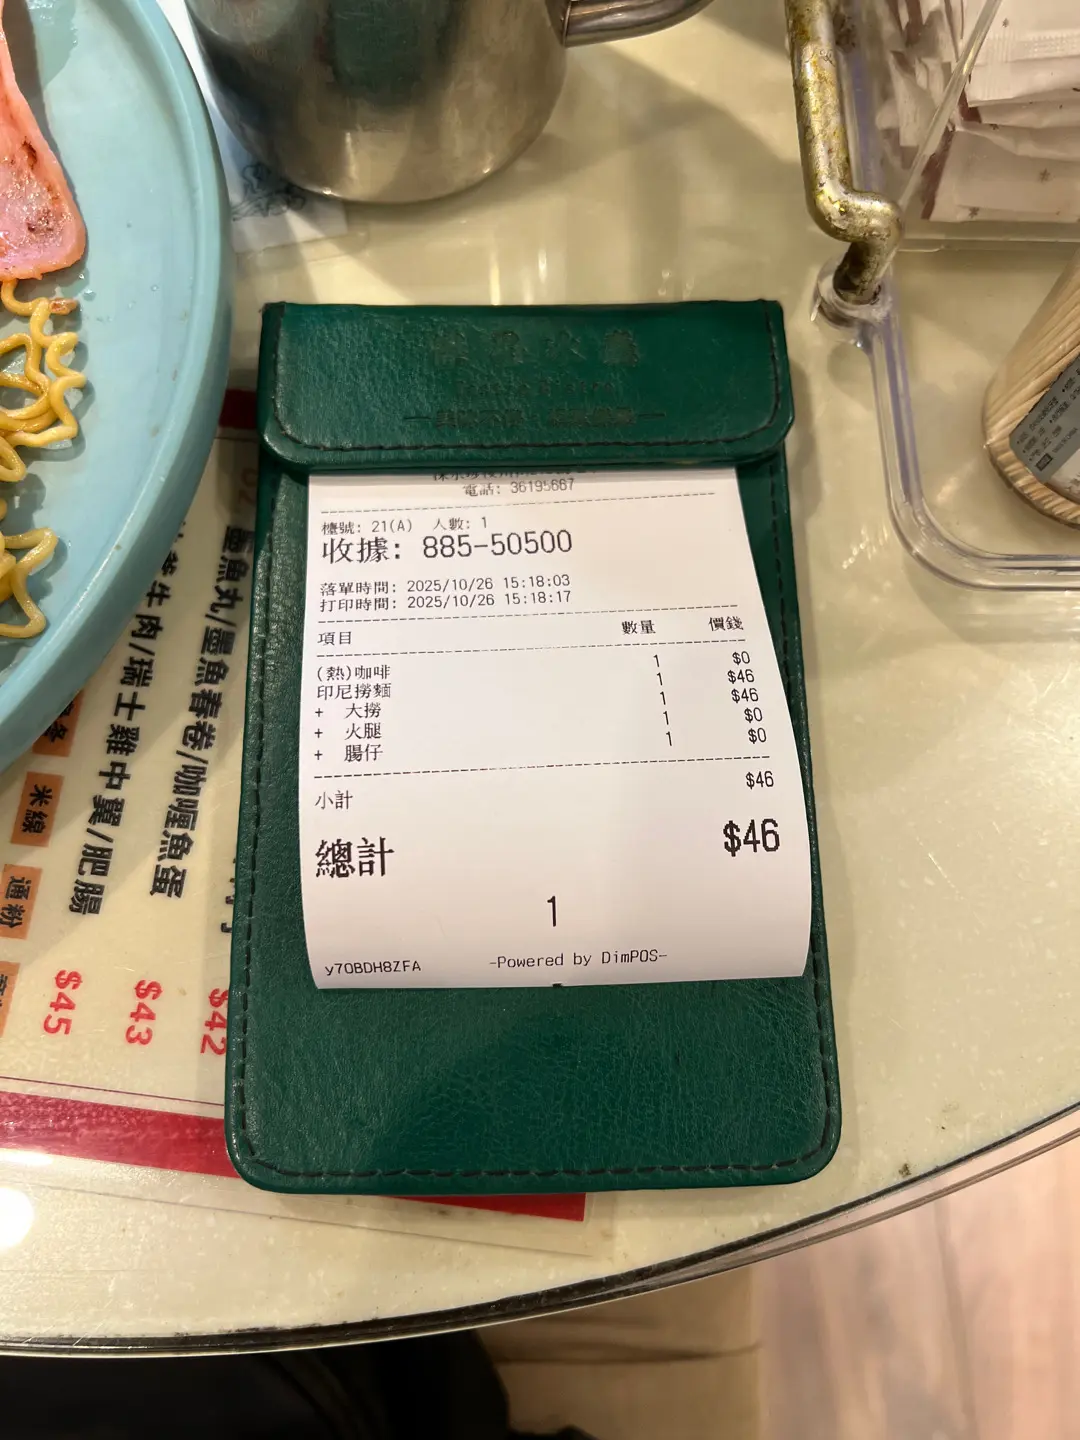 電話: 36195667
檯號: 21(A) 人數: 1
收據: 885-50500
落單時間: 2025/10/26 15:18:03
打印時間: 2025/10/26 15:18:17
項目 數量 價錢
(熱)咖啡 1 $0
印尼撈麵 1 $46
+ 大撈 1 $46
+ 火腿 1 $0
+ 腸仔 1 $0
小計 $46
總計 $46
1
y70BDH8ZFA -Powered by DimPOS-
墨魚丸/墨魚春卷/咖喱魚蛋
牛肉/瑞士雞中翼/肥腸
米線
通粉
$42
$43
$45